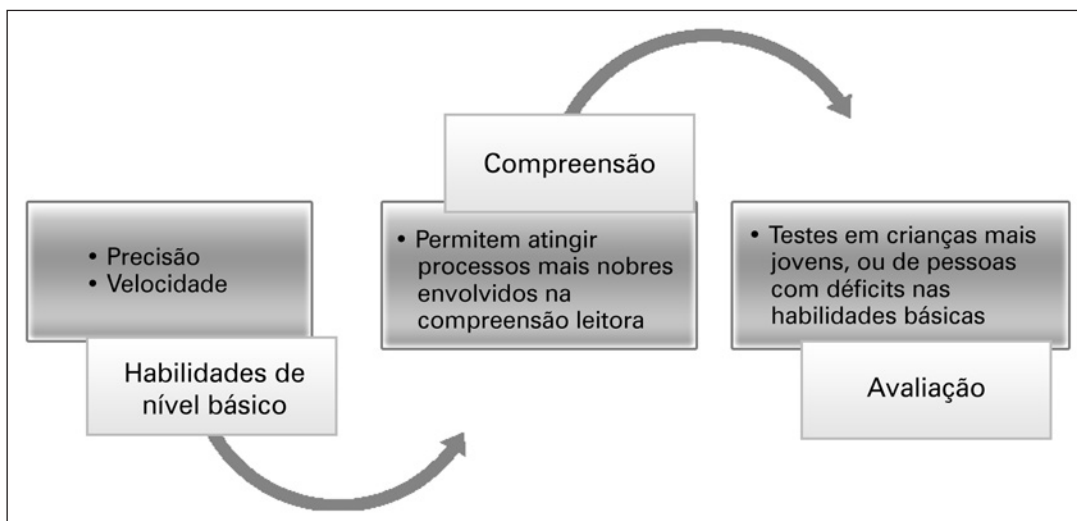 • Precisão
• Velocidade
Habilidades de
nível básico
Compreensão
• Permitem atingir
processos mais nobres
envolvidos na
compreensão leitora
• Testes em crianças mais
jovens, ou de pessoas
com déficits nas
habilidades básicas
Avaliação